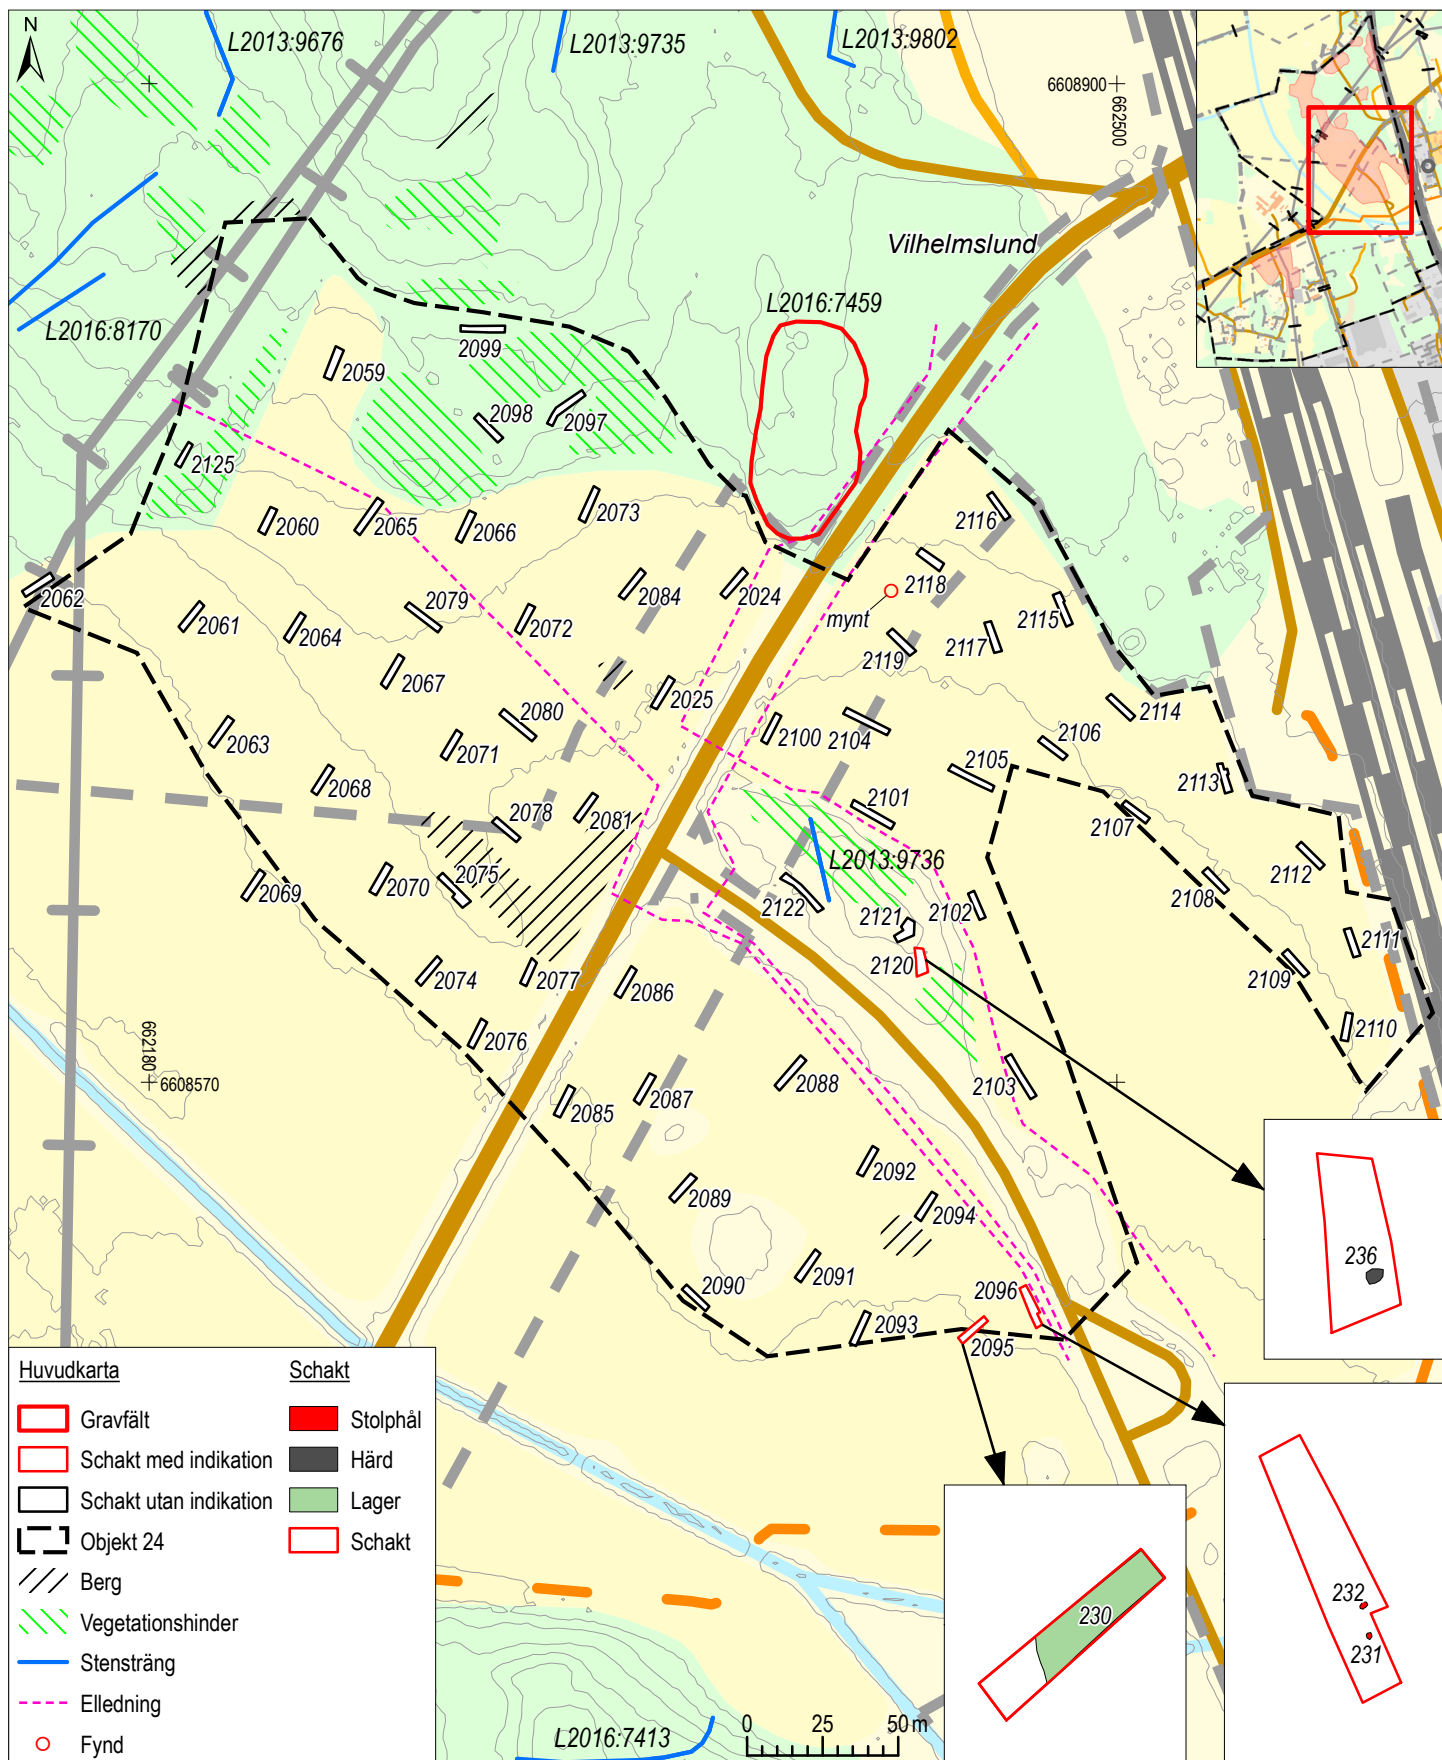 N
L2013:9676
L2013:9735
L2013:9802
6608900
662500
Vilhelmslund
L2016:7459
L2016:8170
2099
2059
2098
2097
2125
2060
2065
2066
2073
2116
2118
2062
2061
2064
2079
2072
2084
2024
mynt
2119
2117
2115
2067
2025
2063
2080
2071
2100
2104
2114
2106
2068
2105
2113
2078
2081
2101
2107
L2013:9736
2069
2070
2075
2122
2121
2102
2108
2112
2120
2111
2074
2077
2086
2109
2110
2076
662180
6608570
2085
2087
2088
2103
2092
2089
2094
236
2091
2096
2090
2093
2095
Huvudkarta
Gravfält
Schakt med indikation
Schakt utan indikation
Objekt 24
Berg
Vegetationshinder
Stensträng
Elledning
Fynd
Schakt
Stolphål
Härd
Lager
Schakt
230
232
231
L2016:7413
0 25 50 m